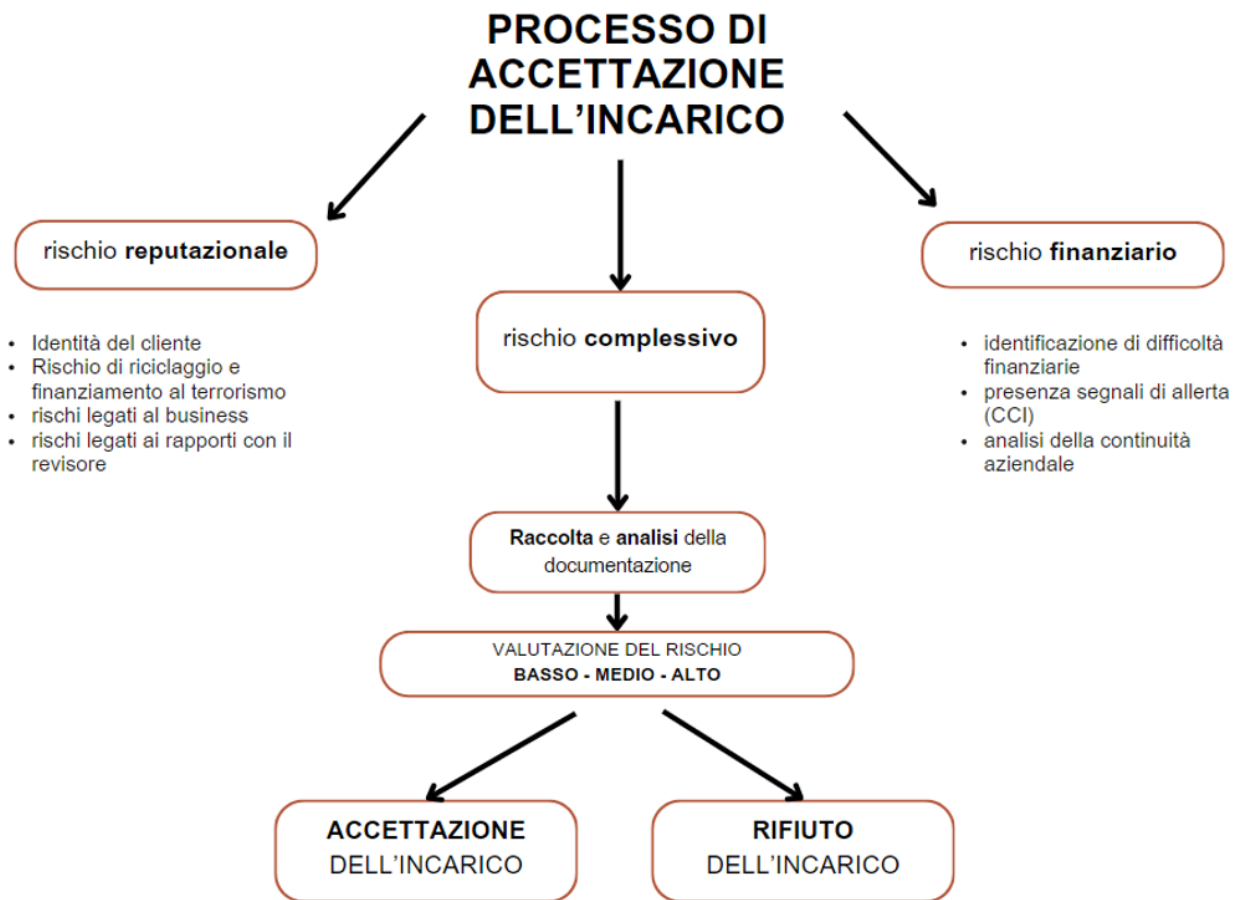 PROCESSO DI
ACCETTAZIONE
DELL'INCARICO
rischio reputazionale
rischio finanziario
rischio complessivo
• Identità del cliente
• Rischio di riciclaggio e
finanziamento al terrorismo
• rischi legati al business
• rischi legati ai rapporti con il
revisore
• identificazione di difficoltà
finanziarie
• presenza segnali di allerta
(CCI)
• analisi della continuità
aziendale
Raccolta e analisi della
documentazione
VALUTAZIONE DEL RISCHIO
BASSO - MEDIO - ALTO
ACCETTAZIONE
DELL'INCARICO
RIFIUTO
DELL'INCARICO